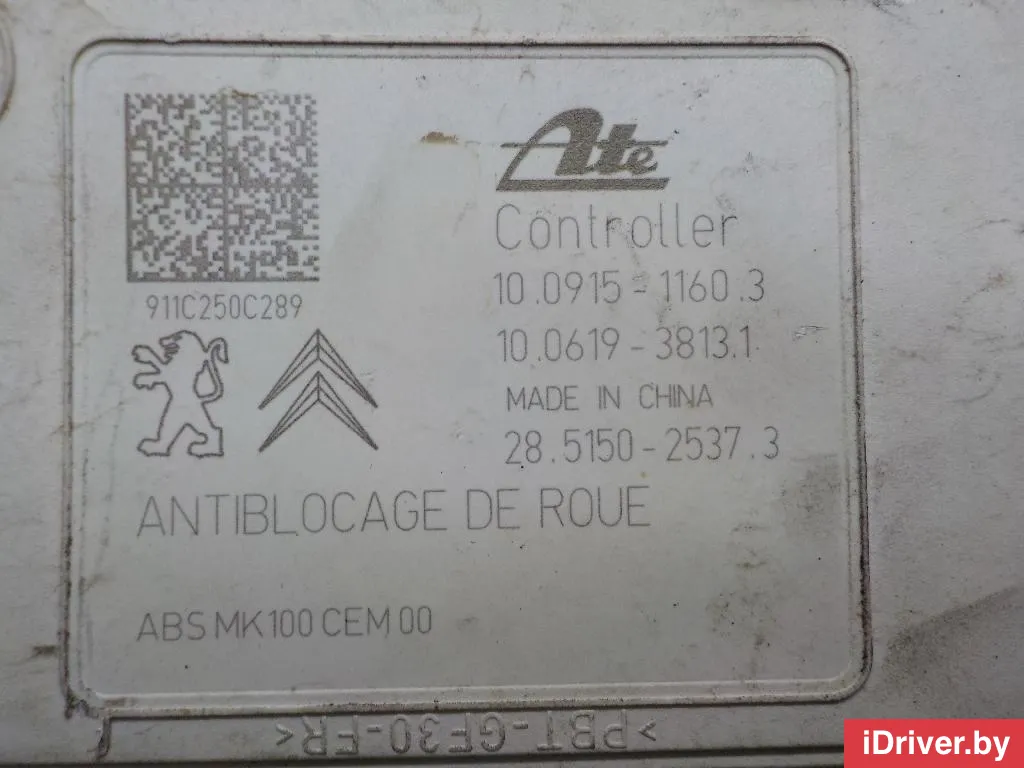 Ate
Controller
10.0915-1160.3
10.0619-3813.1
MADE IN CHINA
28.5150-2537.3
911C250C289
ANTIBLOCAGE DE ROUE
ABS MK100 CEM 00
>PBT-GF30-FR<
iDriver.by